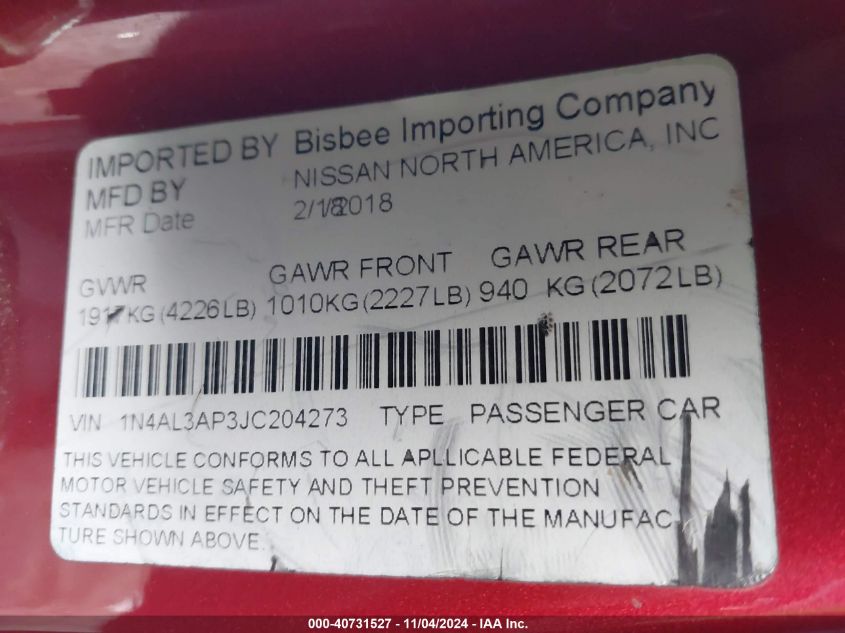 IMPORTED BY Bisbee Importing Company
MFD BY NISSAN NORTH AMERICA, INC
MFR Date 2/1/2018
GVWR GAWR FRONT GAWR REAR
1917KG(4226LB) 1010KG(2227LB) 940 KG(2072LB)
VIN 1N4AL3AP3JC204273 TYPE PASSENGER CAR
THIS VEHICLE CONFORMS TO ALL APLLICABLE FEDERAL
MOTOR VEHICLE SAFETY AND THEFT PREVENTION
STANDARDS IN EFFECT ON THE DATE OF THE MANUFAC-
TURE SHOWN ABOVE.
000-40731527 - 11/04/2024 - IAA Inc.